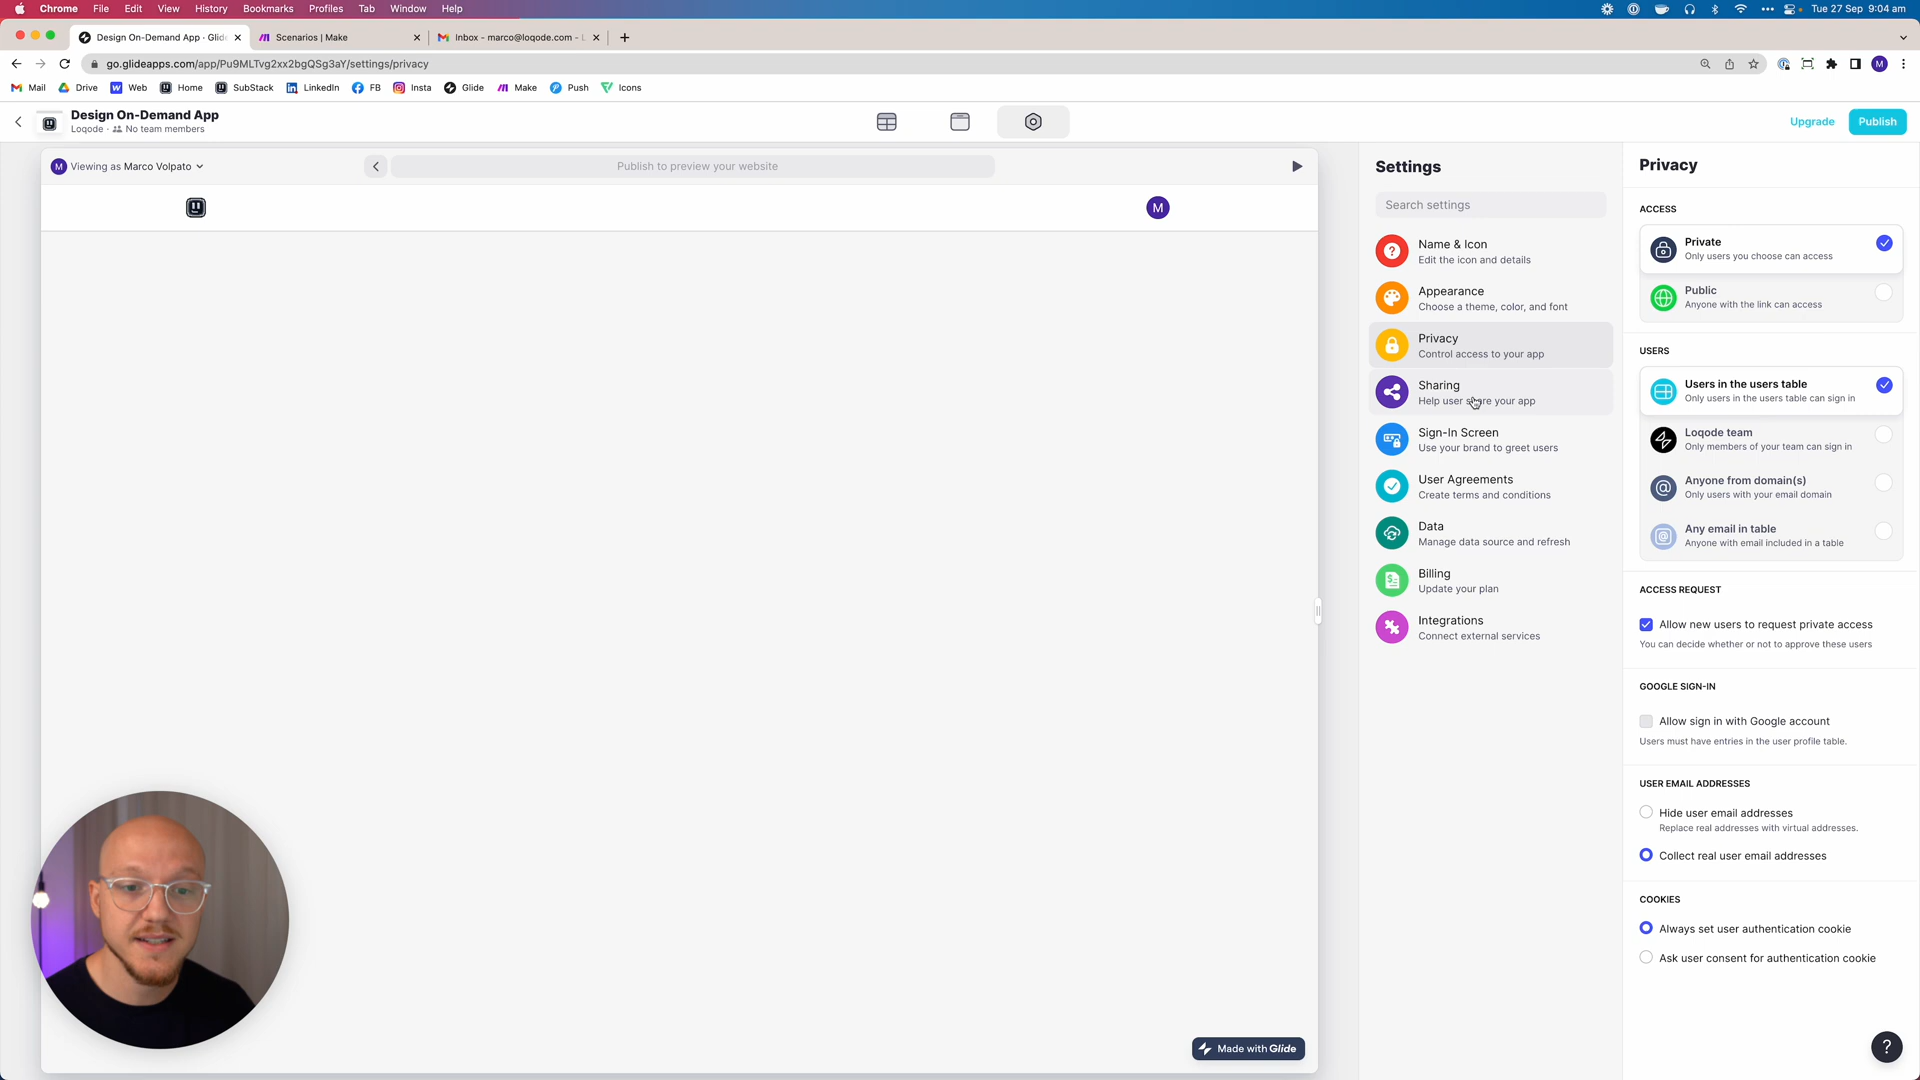 Chrome File Edit View History Bookmarks Profiles Tab Window Help
Tue 27 Sep 9:04 am
Design On-Demand App · Glide
Scenarios | Make
Inbox - marco@loqode.com -
go.glideapps.com/app/Pu9MLTvg2xx2bgQSg3aY/settings/privacy
Mail Drive Web Home SubStack LinkedIn FB Insta Glide Make Push Icons
Design On-Demand App
Loqode · No team members
Upgrade
Publish
M Viewing as Marco Volpato
Publish to preview your website
M
Settings
Search settings
Name & Icon
Edit the icon and details
Appearance
Choose a theme, color, and font
Privacy
Control access to your app
Sharing
Help user share your app
Sign-In Screen
Use your brand to greet users
User Agreements
Create terms and conditions
Data
Manage data source and refresh
Billing
Update your plan
Integrations
Connect external services
Privacy
ACCESS
Private
Only users you choose can access
Public
Anyone with the link can access
USERS
Users in the users table
Only users in the users table can sign in
Loqode team
Only members of your team can sign in
Anyone from domain(s)
Only users with your email domain
Any email in table
Anyone with email included in a table
ACCESS REQUEST
Allow new users to request private access
You can decide whether or not to approve these users
GOOGLE SIGN-IN
Allow sign in with Google account
Users must have entries in the user profile table.
USER EMAIL ADDRESSES
Hide user email addresses
Replace real addresses with virtual addresses.
Collect real user email addresses
COOKIES
Always set user authentication cookie
Ask user consent for authentication cookie
Made with Glide
?